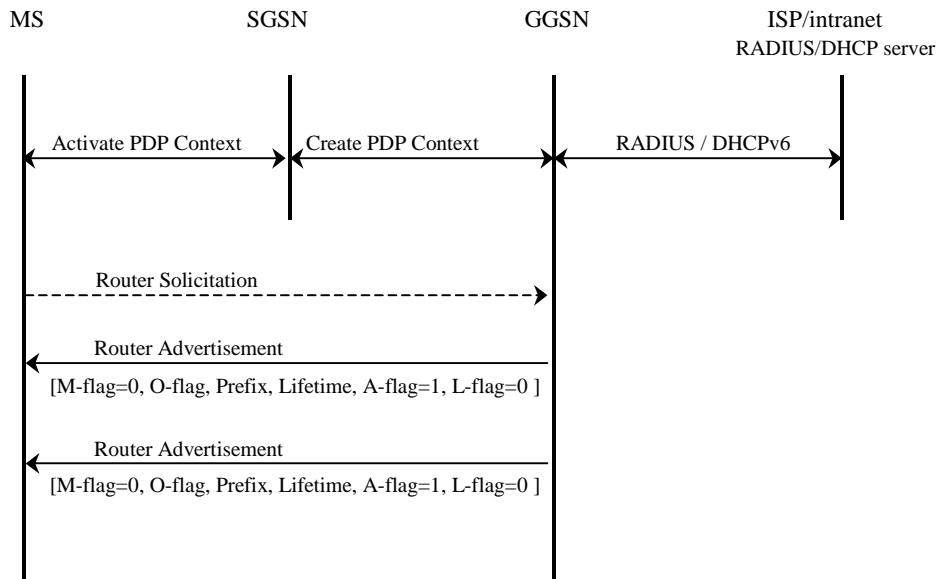 MS
SGSN
GGSN
ISP/intranet
RADIUS/DHCP server
Activate PDP Context
Create PDP Context
RADIUS / DHCPv6
Router Solicitation
Router Advertisement
[M-flag=0, O-flag, Prefix, Lifetime, A-flag=1, L-flag=0 ]
Router Advertisement
[M-flag=0, O-flag, Prefix, Lifetime, A-flag=1, L-flag=0 ]